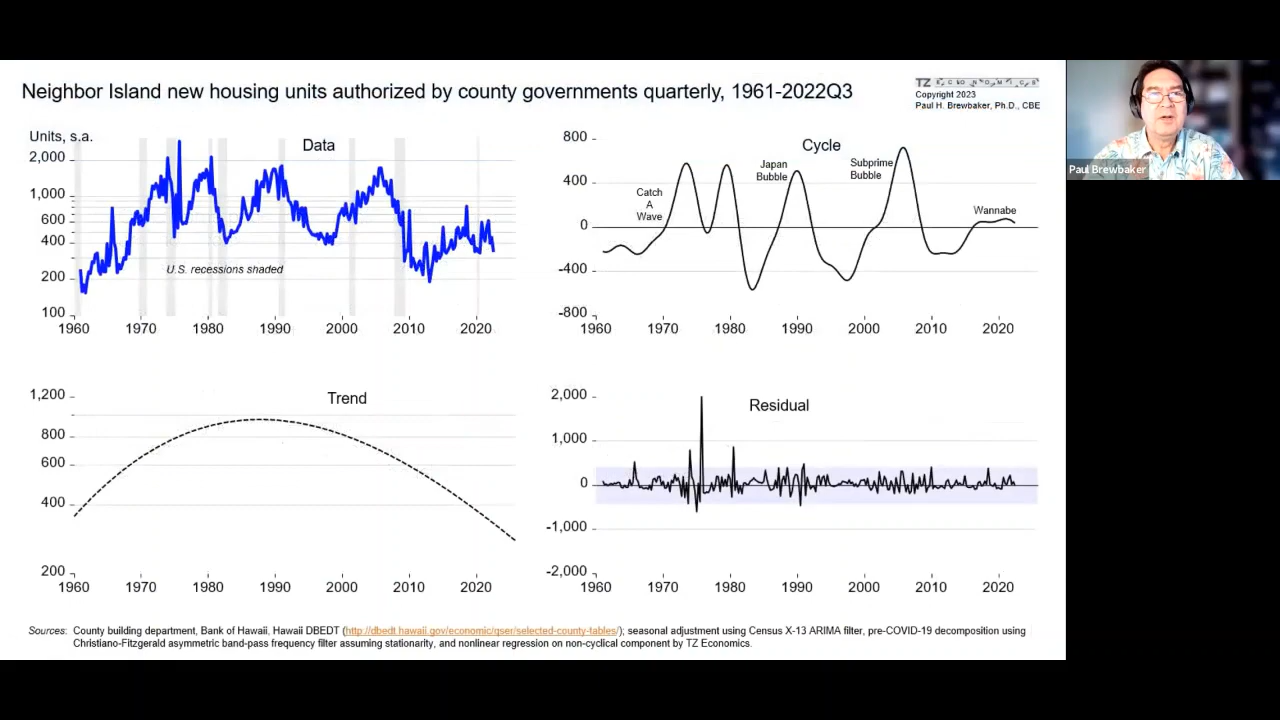 Neighbor Island new housing units authorized by county governments quarterly, 1961-2022Q3
TZ ECONOMICS
Copyright 2023
Paul H. Brewbaker, Ph.D., CBE
Paul Brewbaker
Units, s.a.
Data
2,000
1,000
600
400
200
100
U.S. recessions shaded
1960 1970 1980 1990 2000 2010 2020
Cycle
800
400
0
-400
-800
Catch
A
Wave
Japan
Bubble
Subprime
Bubble
Wannabe
1960 1970 1980 1990 2000 2010 2020
Trend
1,200
800
600
400
200
1960 1970 1980 1990 2000 2010 2020
Residual
2,000
1,000
0
-1,000
-2,000
1960 1970 1980 1990 2000 2010 2020
Sources: County building department, Bank of Hawaii, Hawaii DBEDT (http://dbedt.hawaii.gov/economic/qser/selected-county-tables/); seasonal adjustment using Census X-13 ARIMA filter, pre-COVID-19 decomposition using
Christiano-Fitzgerald asymmetric band-pass frequency filter assuming stationarity, and nonlinear regression on non-cyclical component by TZ Economics.